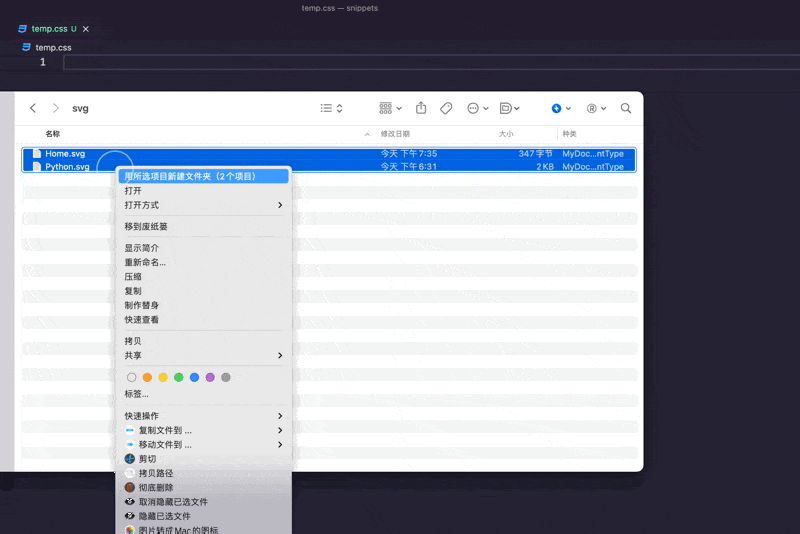 temp.css — snippets
temp.css U
temp.css
1
svg
名称 修改日期 大小 种类
Home.svg 今天 下午7:35 347 字节 MyDoc...ntType
Python.svg 今天 下午6:31 2 KB MyDoc...ntType
用所选项目新建文件夹（2 个项目）
打开
打开方式
移到废纸篓
显示简介
重新命名...
压缩
复制
制作替身
快速查看
拷贝
共享
标签...
快速操作
复制文件到 ...
移动文件到 ...
剪切
拷贝路径
彻底删除
取消隐藏已选文件
隐藏已选文件
图片转成Mac的图标